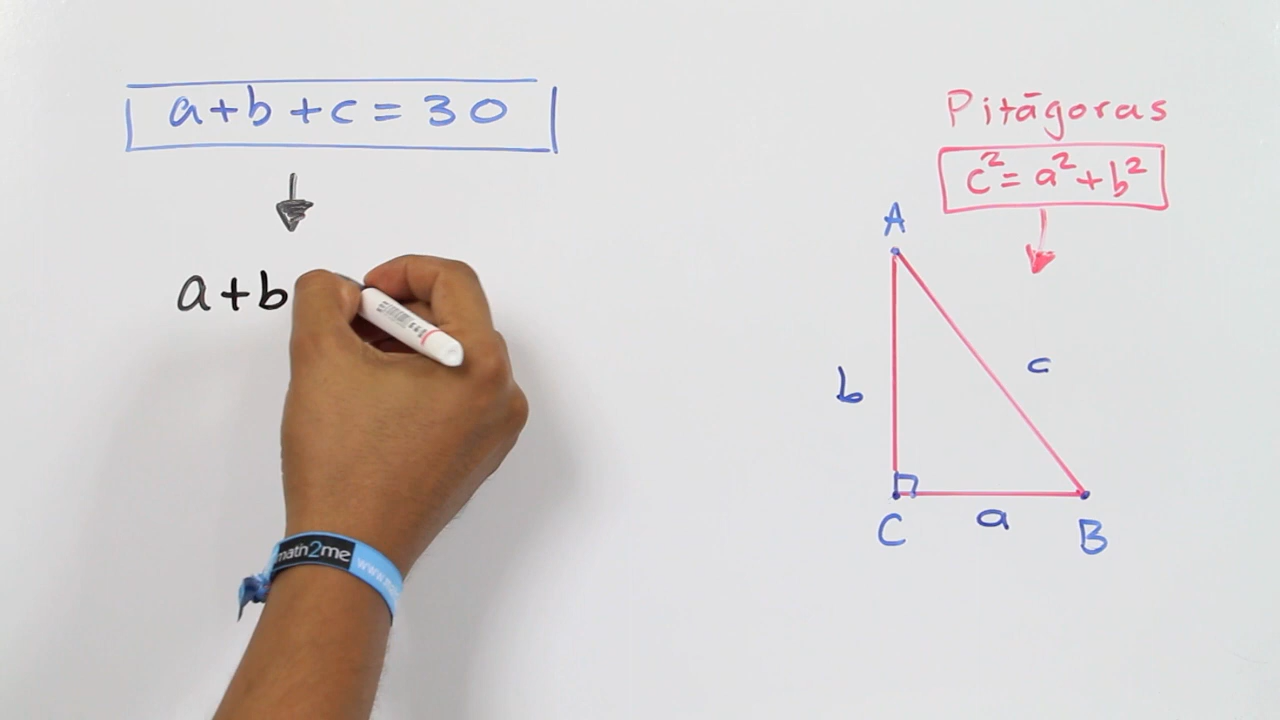 a+b+c=30
a+b
Pitágoras
c²=a²+b²
A
b
c
C
a
B
math2me